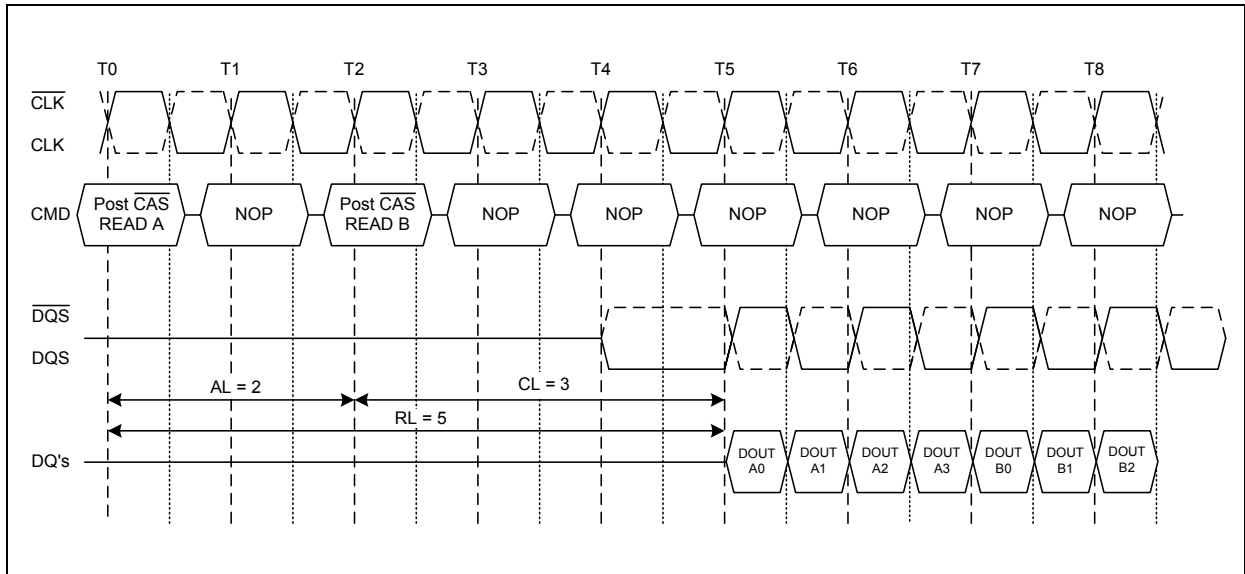 T0 T1 T2 T3 T4 T5 T6 T7 T8
CLK
CLK
CMD
Post CAS
READ A
NOP
Post CAS
READ B
NOP
NOP
NOP
NOP
NOP
NOP
DQS
DQS
AL = 2
CL = 3
RL = 5
DQ's
DOUT
A0
DOUT
A1
DOUT
A2
DOUT
A3
DOUT
B0
DOUT
B1
DOUT
B2